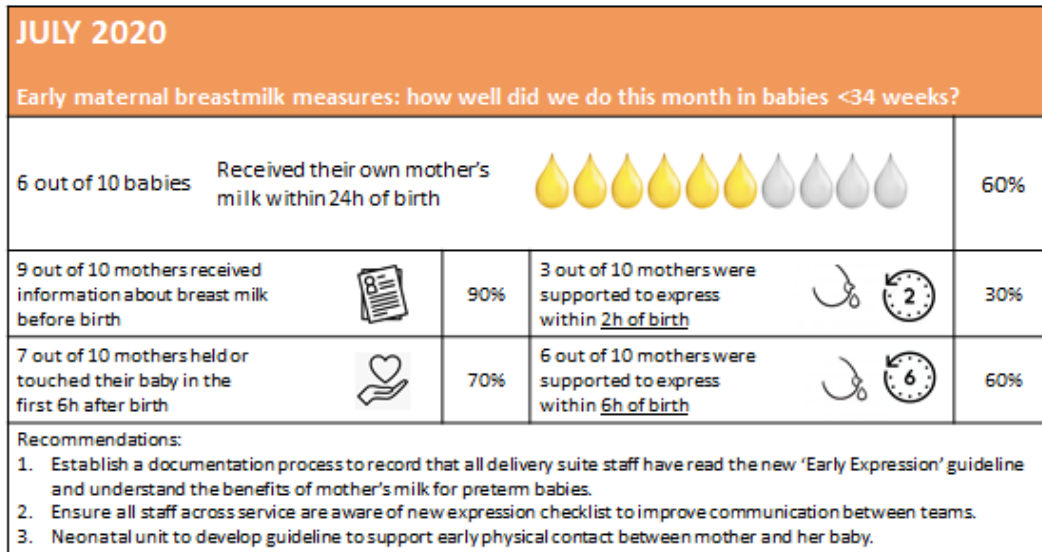 JULY 2020
Early maternal breastmilk measures: how well did we do this month in babies <34 weeks?
6 out of 10 babies
Received their own mother's
milk within 24h of birth
60%
9 out of 10 mothers received
information about breast milk
before birth
90%
3 out of 10 mothers were
supported to express
within 2h of birth
2
30%
7 out of 10 mothers held or
touched their baby in the
first 6h after birth
70%
6 out of 10 mothers were
supported to express
within 6h of birth
6
60%
Recommendations:
1. Establish a documentation process to record that all delivery suite staff have read the new 'Early Expression' guideline
and understand the benefits of mother's milk for preterm babies.
2. Ensure all staff across service are aware of new expression checklist to improve communication between teams.
3. Neonatal unit to develop guideline to support early physical contact between mother and her baby.